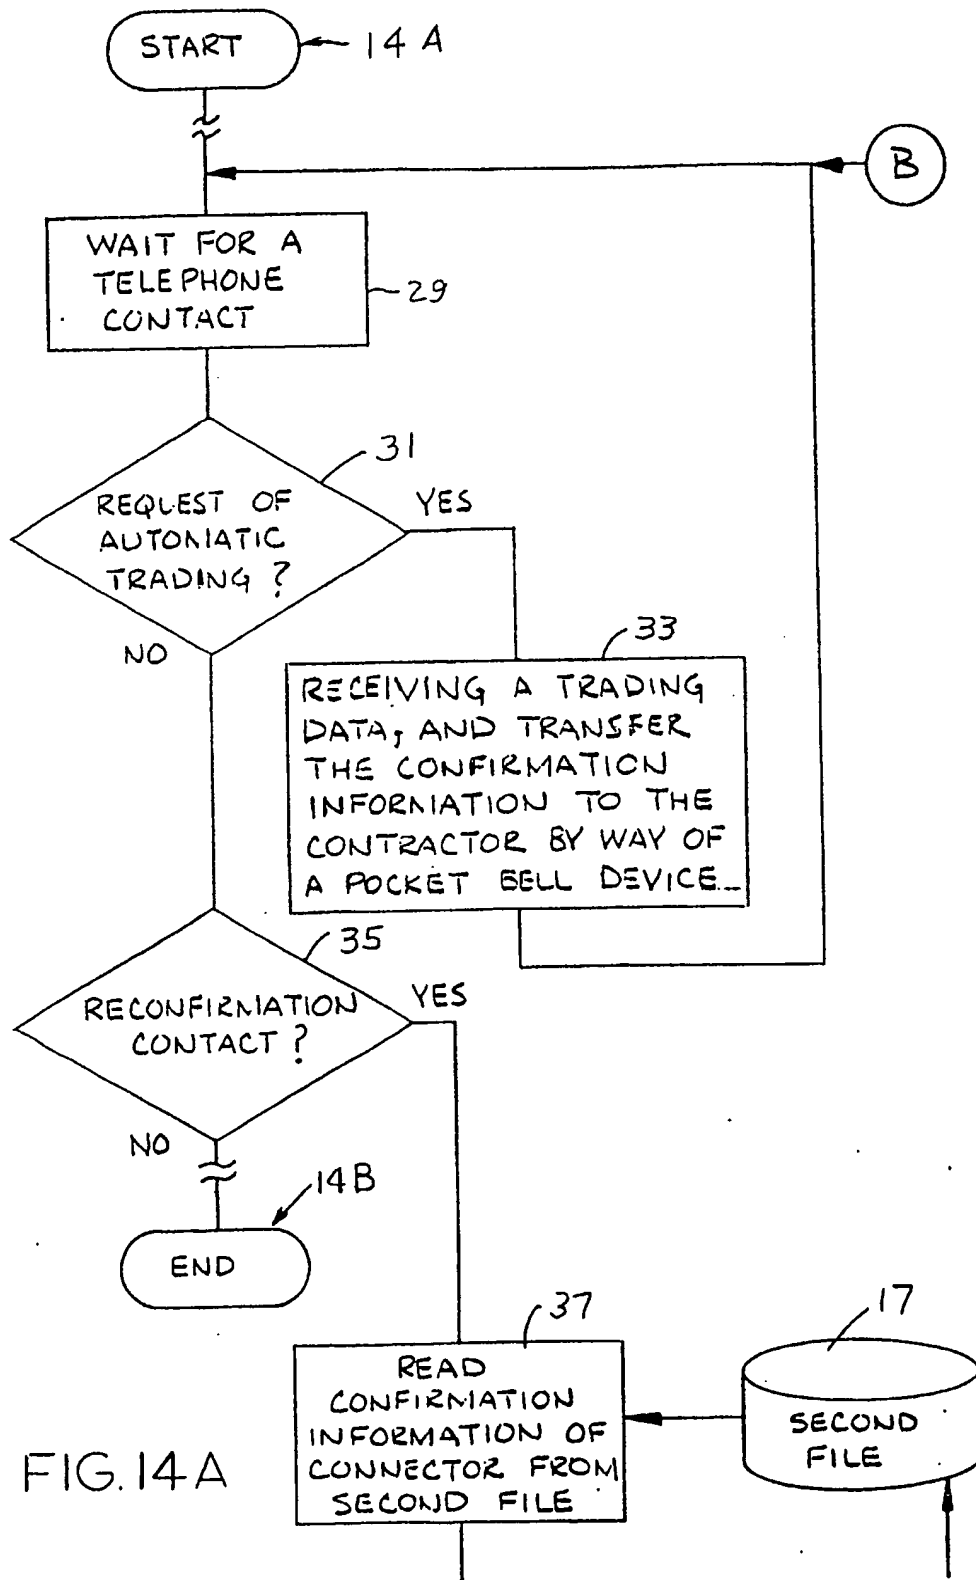 START
14A
B
WAIT FOR A
TELEPHONE
CONTACT
29
31
REQUEST OF
AUTOMATIC
TRADING?
YES
NO
33
RECEIVING A TRADING
DATA, AND TRANSFER
THE CONFIRMATION
INFORMATION TO THE
CONTRACTOR BY WAY OF
A POCKET BELL DEVICE
35
RECONFIRMATION
CONTACT?
YES
NO
14B
END
37
READ
CONFIRMATION
INFORMATION OF
CONNECTOR FROM
SECOND FILE
17
SECOND
FILE
FIG. 14A